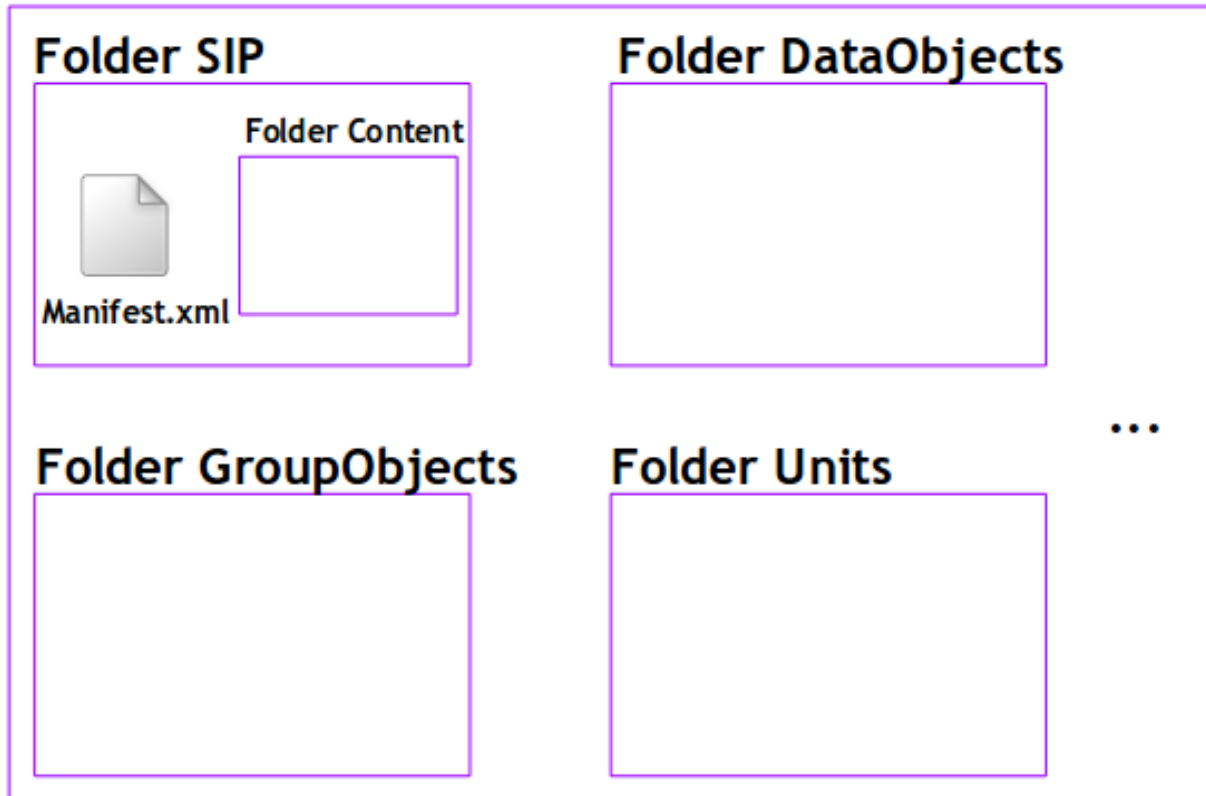 Folder SIP
Folder DataObjects
Folder Content
Manifest.xml
...
Folder GroupObjects
Folder Units